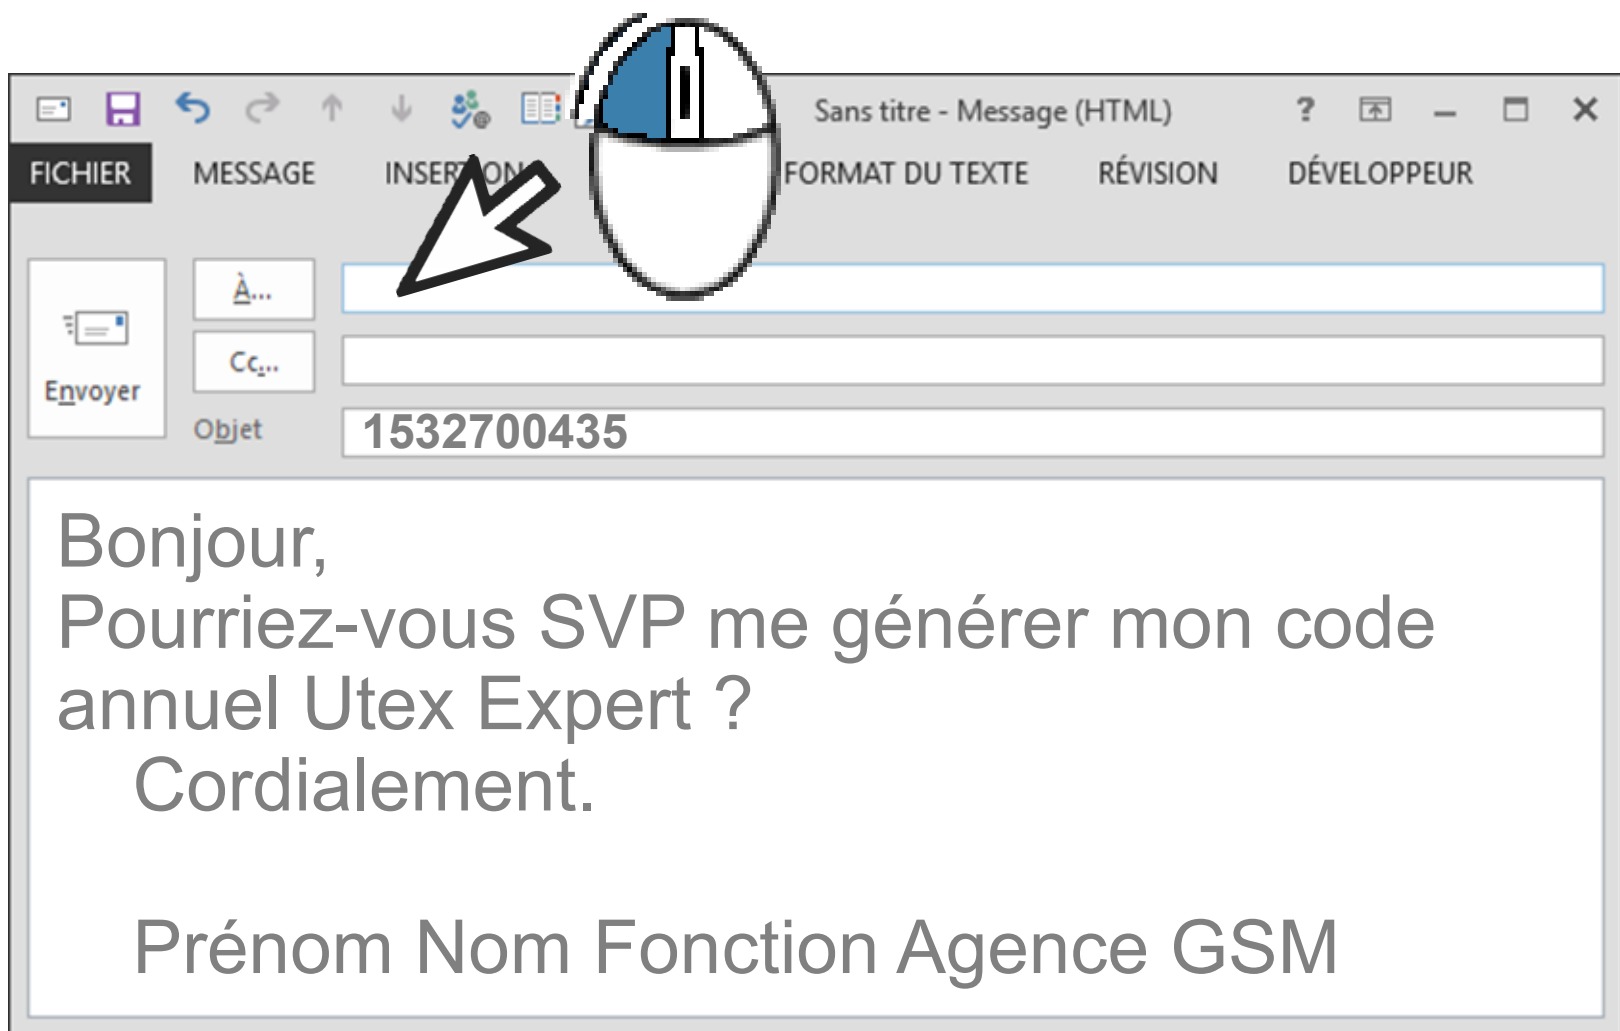 Sans titre - Message (HTML) ?
FICHIER MESSAGE INSERTION FORMAT DU TEXTE RÉVISION DÉVELOPPEUR
À...
Cc...
Envoyer
Objet 1532700435
Bonjour,
Pourriez-vous SVP me générer mon code
annuel Utex Expert ?
Cordialement.
Prénom Nom Fonction Agence GSM